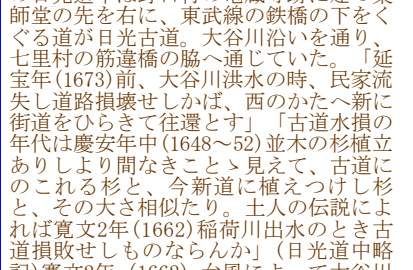 師堂の先を右に、東武線の鉄橋の下をく
ぐる道が日光古道。大谷川沿いを通り、
七里村の筋違橋の脇へ通じていた。「延
宝年(1673)前、大谷川洪水の時、民家流
失し道路損壊せしかば、西のかたへ新に
街道をひらきて往還とす」「古道水損の
年代は慶安年中(1648〜52)並木の杉植立
ありしより間なきことゝ見えて、古道に
のこれる杉と、今新道に植えつけし杉
と、その大さ相似たり。土人の伝説によ
れば寛文2年(1662)稲荷川出水のとき古
道損敗せしものならんか」(日光道中略